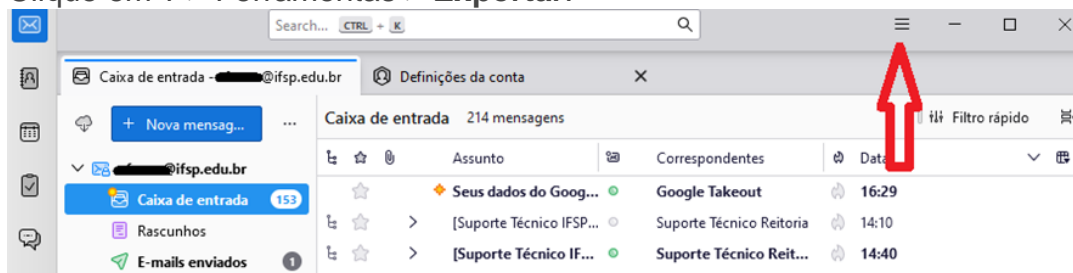 Search... CTRL + K
Caixa de entrada - @ifsp.edu.br Definições da conta
+ Nova mensag... Caixa de entrada 214 mensagens Filtro rápido
@ifsp.edu.br Assunto Correspondentes Data
Caixa de entrada 153 Seus dados do Goog... Google Takeout 16:29
Rascunhos [Suporte Técnico IFSP... Suporte Técnico Reitoria 14:10
E-mails enviados 1 [Suporte Técnico IF... Suporte Técnico Reit... 14:40